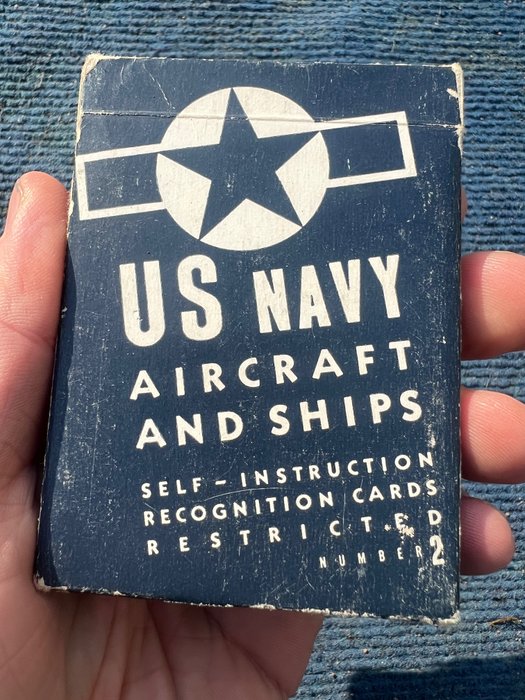 US NAVY
AIRCRAFT
AND SHIPS
SELF-INSTRUCTION
RECOGNITION CARDS
RESTRICTED
NUMBER 2